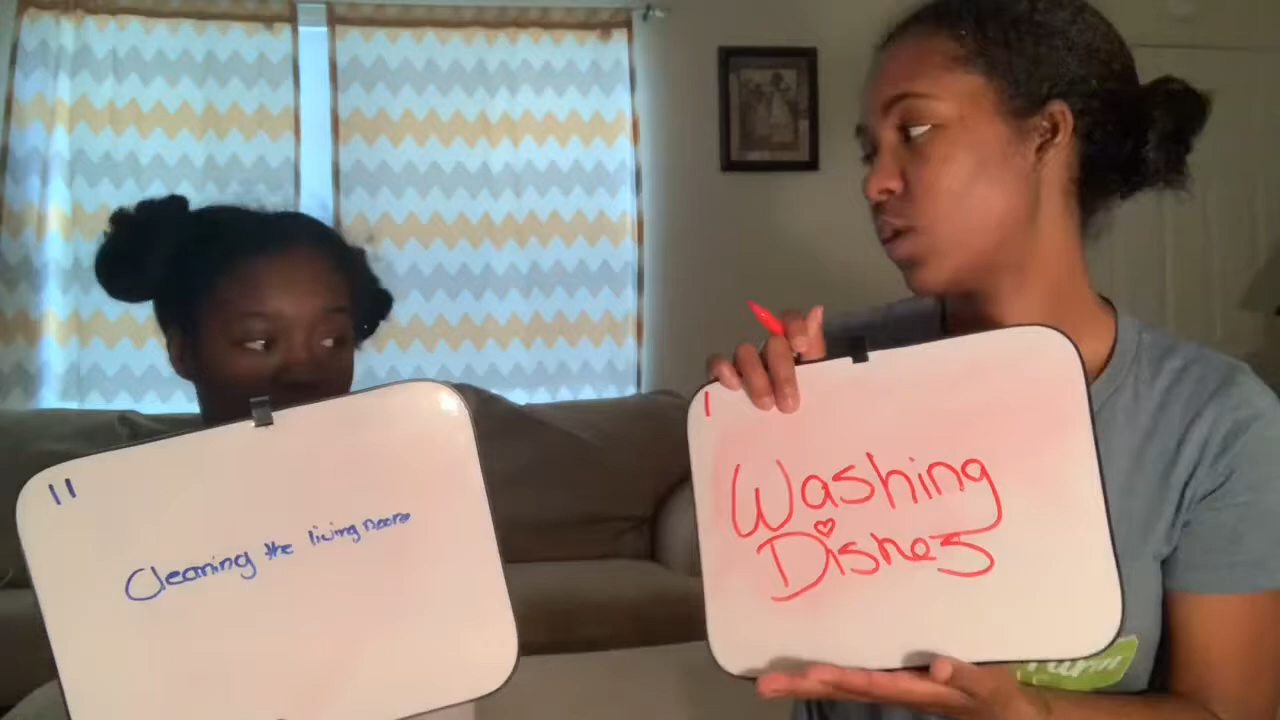 11
Cleaning the living room
1
Washing
Dishes